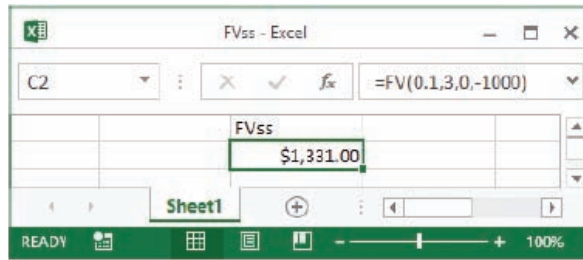 FVss - Excel
C2 fx =FV(0.1,3,0,-1000)
FVss
$1,331.00
Sheet1
READY 100%